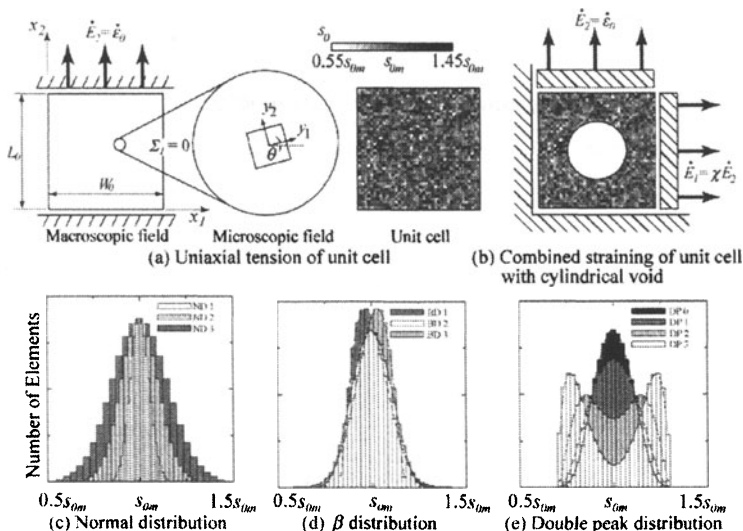 x₂
Ė₂=ε̇₀
s₀
0.55s₀ₘ s₀ₘ 1.45s₀ₘ
Ė₂=ε̇₀
L₀
Σ₁=0
y₂
y₁
θ
W₀
x₁
Ė₁=χĖ₂
Macroscopic field
Microscopic field
Unit cell
(a) Uniaxial tension of unit cell
(b) Combined straining of unit cell
with cylindrical void
Number of Elements
ND 1
ND 2
ND 3
BD 1
BD 2
BD 3
DP 0
DP 1
DP 2
DP 3
0.5s₀ₘ s₀ₘ 1.5s₀ₘ
0.5s₀ₘ s₀ₘ 1.5s₀ₘ
0.5s₀ₘ s₀ₘ 1.5s₀ₘ
(c) Normal distribution
(d) β distribution
(e) Double peak distribution